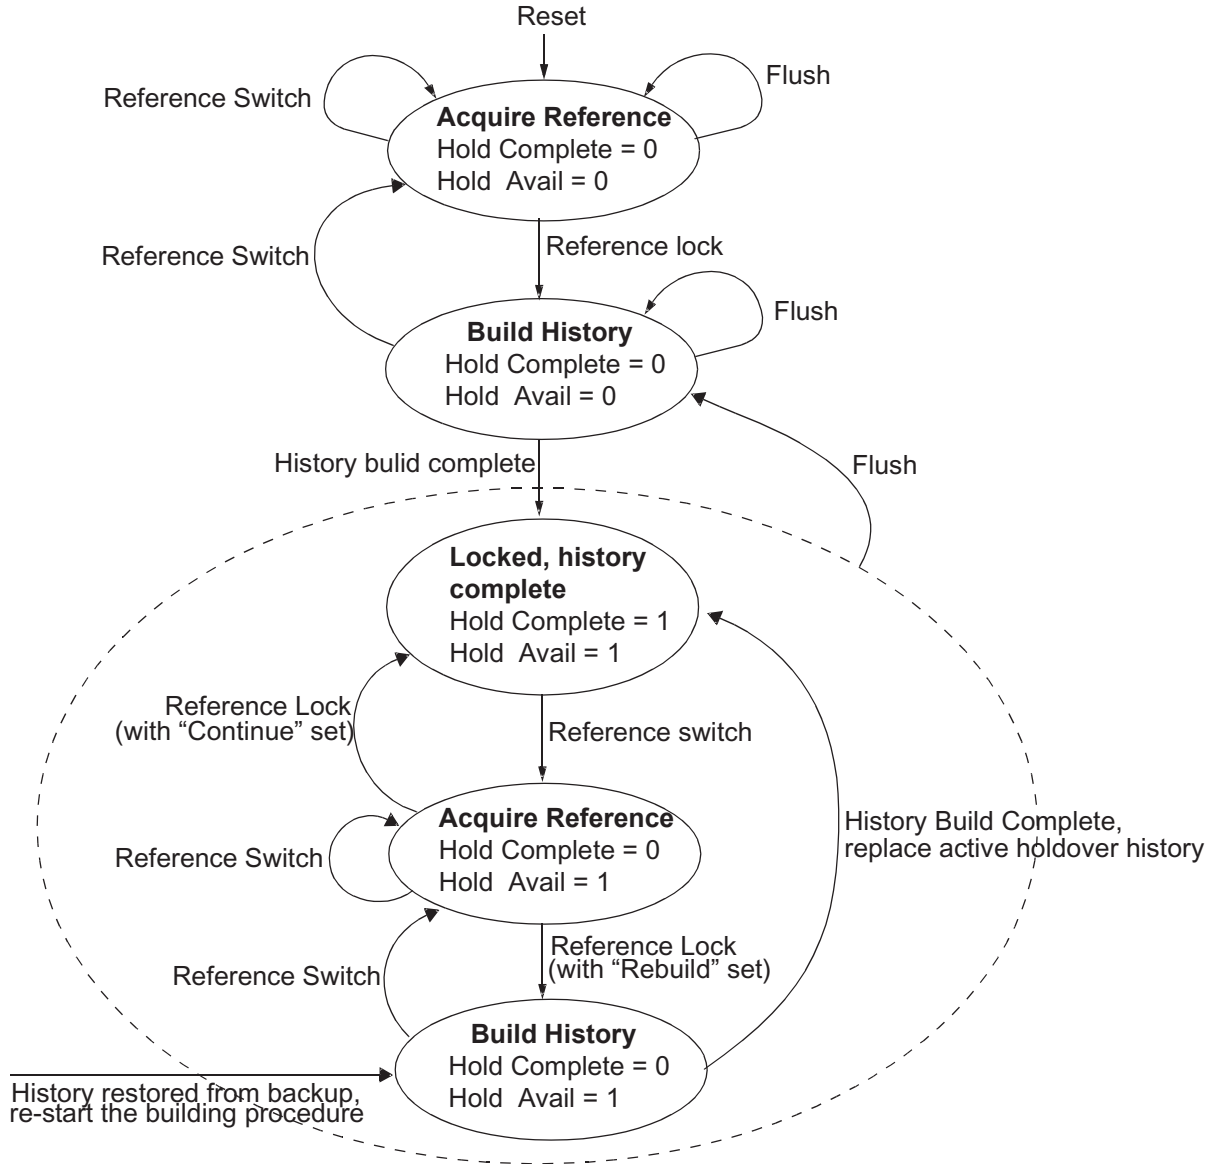 Reset
Reference Switch
Flush
Acquire Reference
Hold Complete = 0
Hold Avail = 0
Reference Switch
Reference lock
Flush
Build History
Hold Complete = 0
Hold Avail = 0
History bulid complete
Flush
Locked, history
complete
Hold Complete = 1
Hold Avail = 1
Reference Lock
(with “Continue” set)
Reference switch
Acquire Reference
Hold Complete = 0
Hold Avail = 1
Reference Switch
History Build Complete,
replace active holdover history
Reference Switch
Reference Lock
(with “Rebuild” set)
Build History
Hold Complete = 0
Hold Avail = 1
History restored from backup,
re-start the building procedure